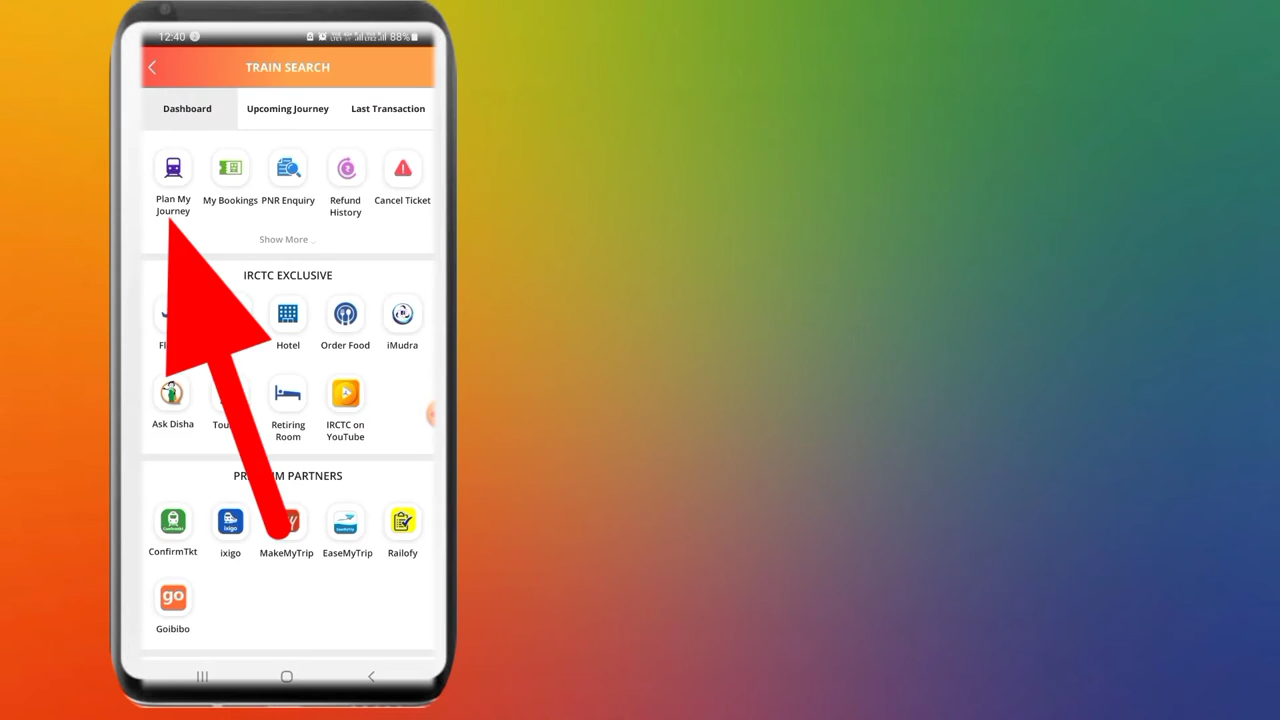 12:40
88%
TRAIN SEARCH
Dashboard
Upcoming Journey
Last Transaction
Plan My
Journey
My Bookings
PNR Enquiry
Refund
History
Cancel Ticket
Show More
IRCTC EXCLUSIVE
Hotel
Order Food
iMudra
Ask Disha
Retiring
Room
IRCTC on
YouTube
PARTNERS
ConfirmTkt
ixigo
ixigo
MakeMyTrip
EaseMyTrip
Railofy
go
Goibibo